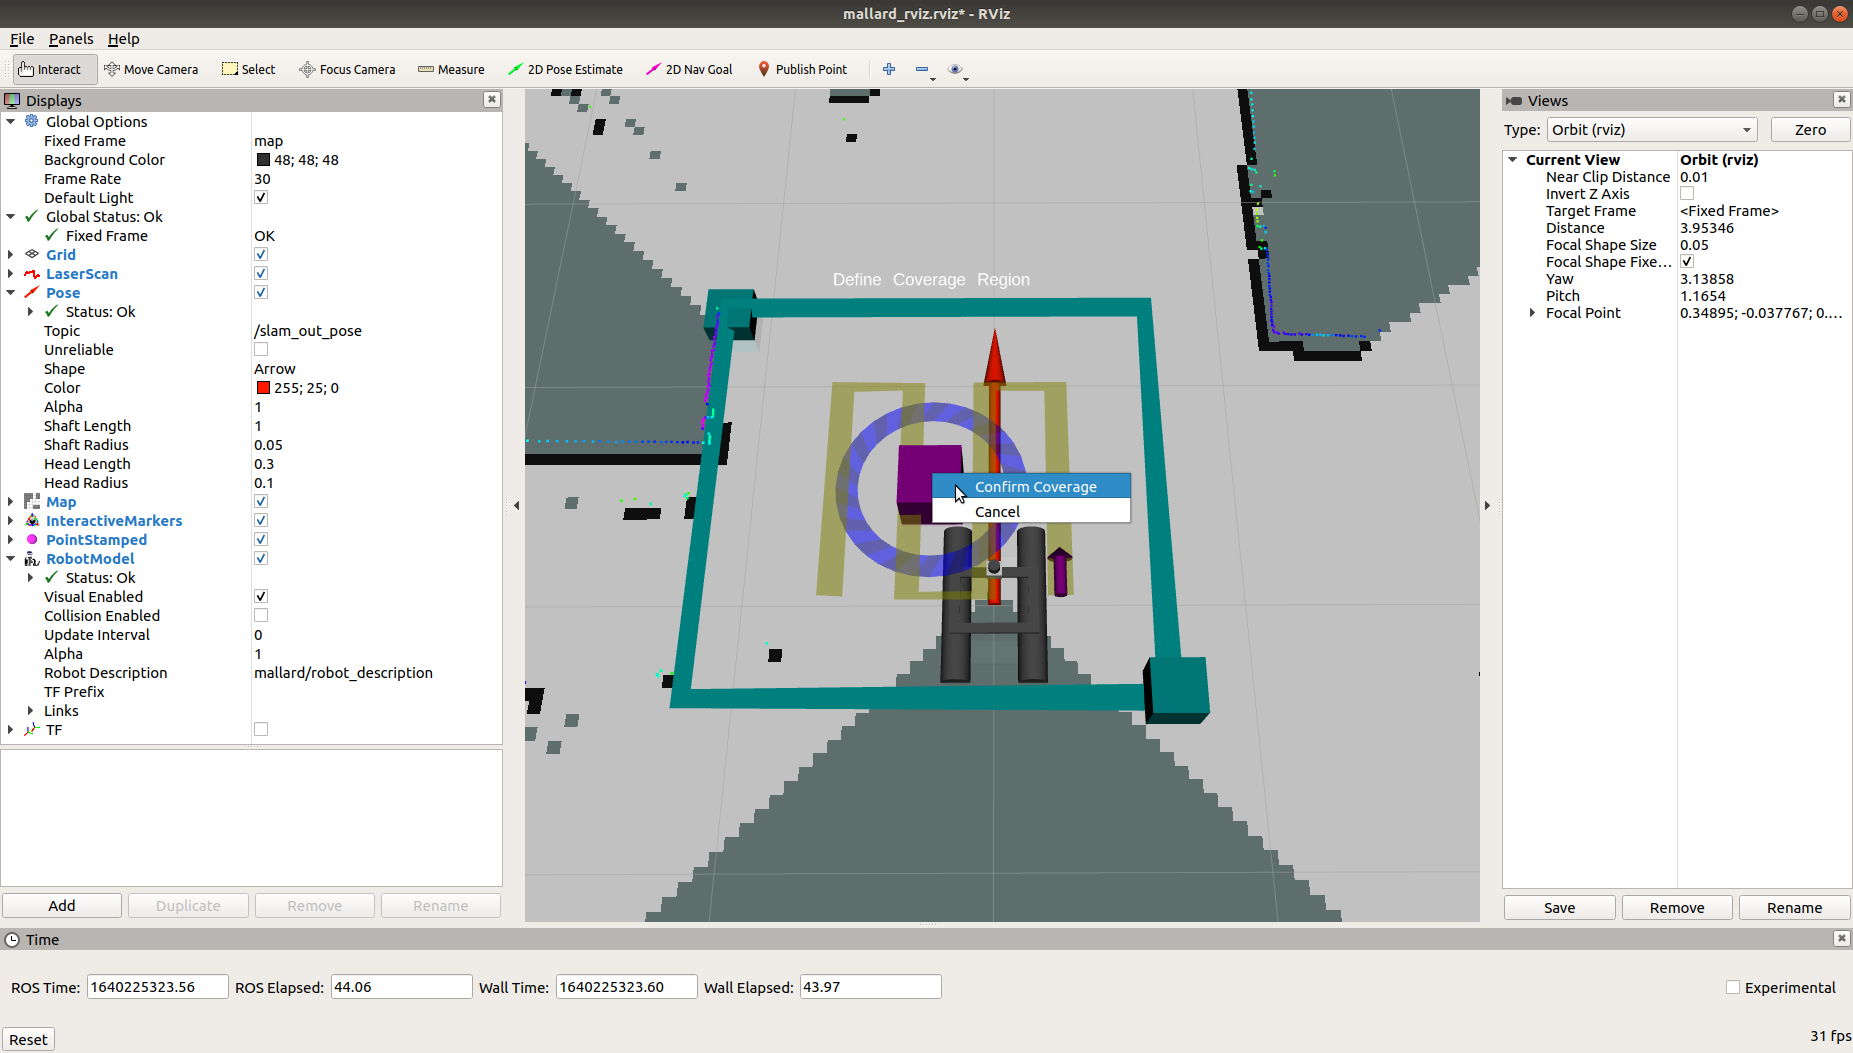 mallard_rviz.rviz* - RViz
File Panels Help
Interact Move Camera Select Focus Camera Measure 2D Pose Estimate 2D Nav Goal Publish Point
Displays
Global Options
Fixed Frame map
Background Color 48; 48; 48
Frame Rate 30
Default Light
Global Status: Ok
Fixed Frame OK
Grid
LaserScan
Pose
Status: Ok
Topic /slam_out_pose
Unreliable
Shape Arrow
Color 255; 25; 0
Alpha 1
Shaft Length 1
Shaft Radius 0.05
Head Length 0.3
Head Radius 0.1
Map
InteractiveMarkers
PointStamped
RobotModel
Status: Ok
Visual Enabled
Collision Enabled
Update Interval 0
Alpha 1
Robot Description mallard/robot_description
TF Prefix
Links
TF
Add Duplicate Remove Rename
Define Coverage Region
Confirm Coverage
Cancel
Views
Type: Orbit (rviz) Zero
Current View Orbit (rviz)
Near Clip Distance 0.01
Invert Z Axis
Target Frame <Fixed Frame>
Distance 3.95346
Focal Shape Size 0.05
Focal Shape Fixe...
Yaw 3.13858
Pitch 1.1654
Focal Point 0.34895; -0.037767; 0....
Save Remove Rename
Time
ROS Time: 1640225323.56 ROS Elapsed: 44.06 Wall Time: 1640225323.60 Wall Elapsed: 43.97 Experimental
Reset 31 fps